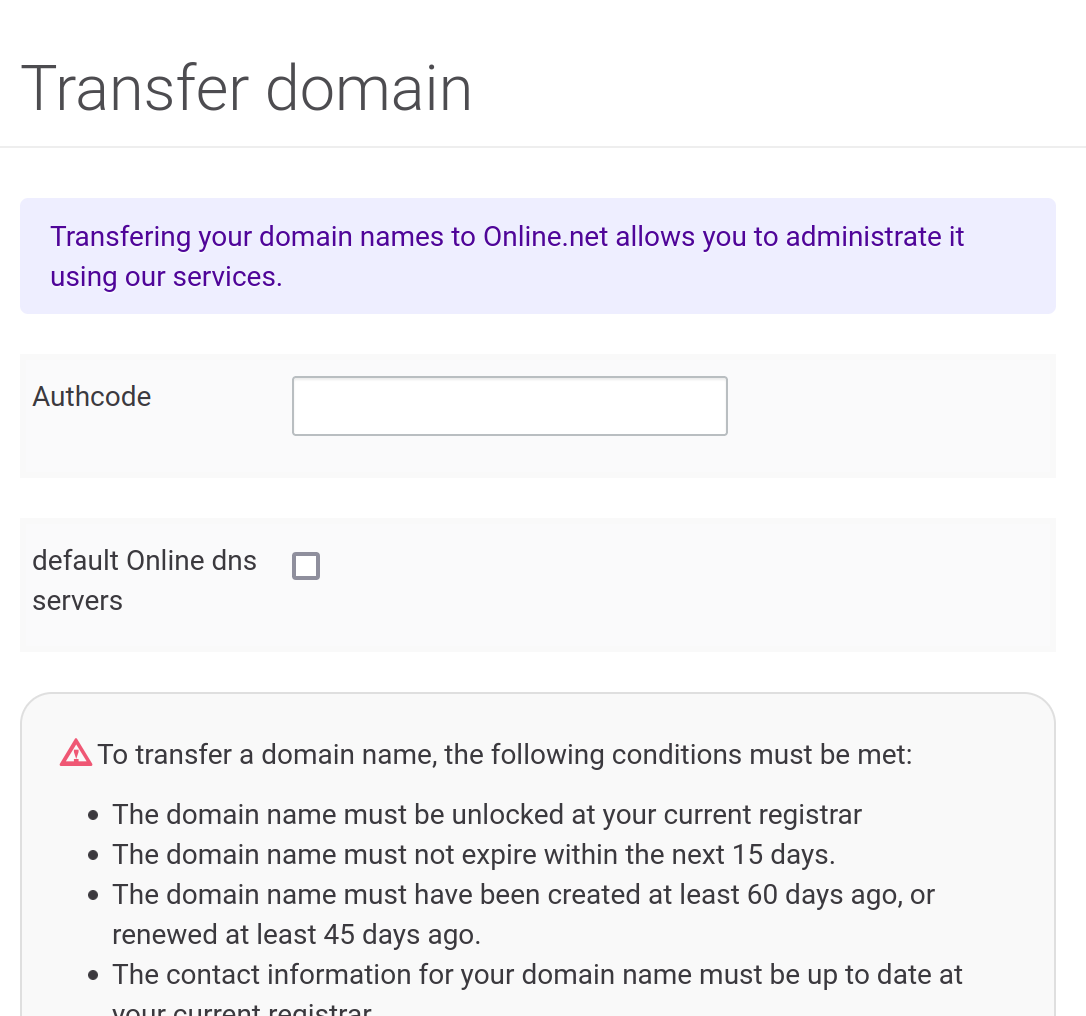 Transfer domain
Transfering your domain names to Online.net allows you to administrate it
using our services.
Authcode
default Online dns
servers
To transfer a domain name, the following conditions must be met:
• The domain name must be unlocked at your current registrar
• The domain name must not expire within the next 15 days.
• The domain name must have been created at least 60 days ago, or
renewed at least 45 days ago.
• The contact information for your domain name must be up to date at
your current registrar